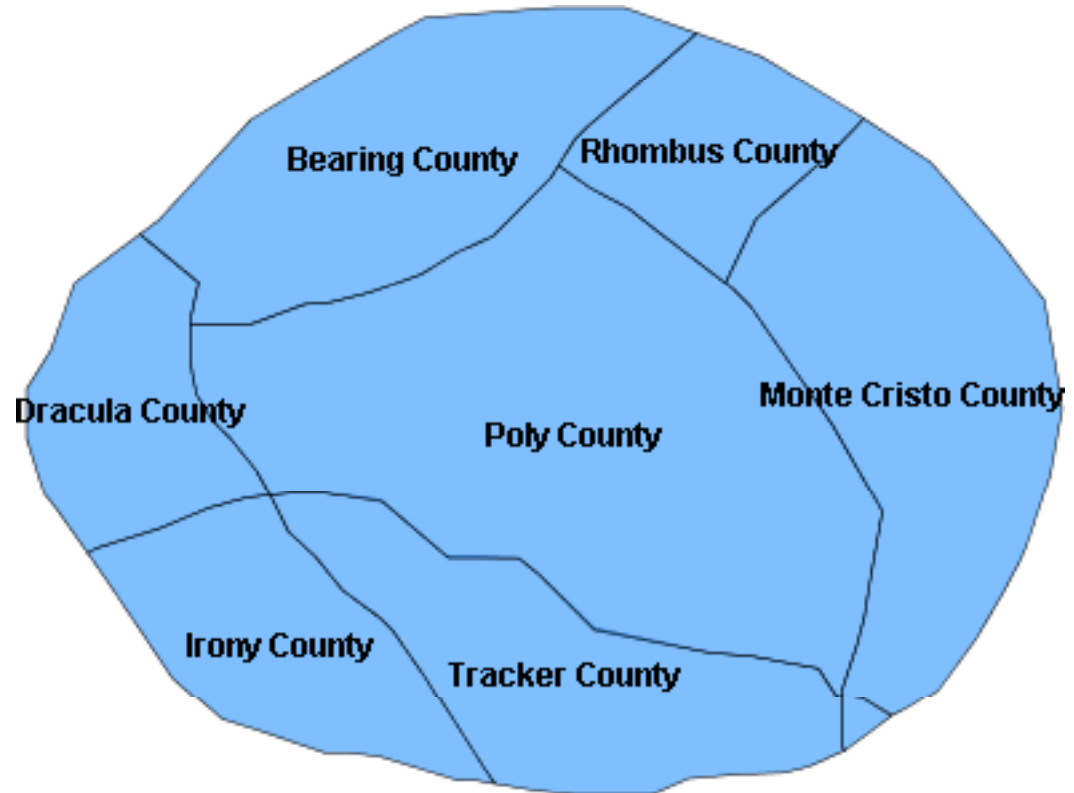 Bearing County
Rhombus County
Dracula County
Monte Cristo County
Poly County
Irony County
Tracker County